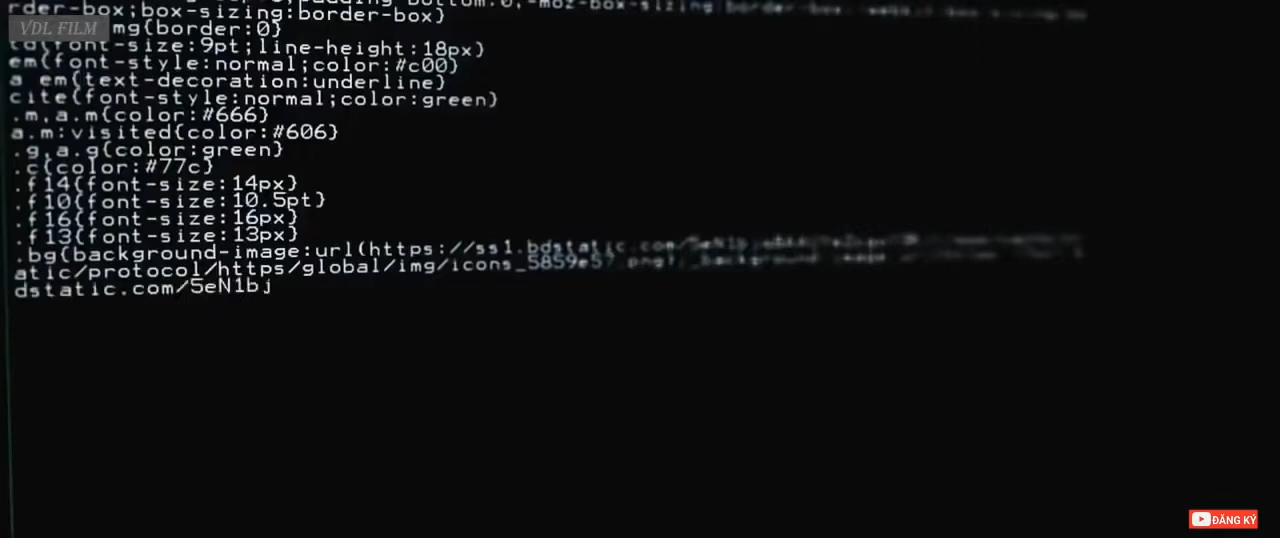 rder-box;box-sizing:border-box}
VDL FILM
mg{border:0}
td{font-size:9pt;line-height:18px}
em{font-style:normal;color:#c00}
a em{text-decoration:underline}
cite{font-style:normal;color:green}
.m,a.m{color:#666}
a.m:visited{color:#606}
.g,a.g{color:green}
.c{color:#77c}
.f14{font-size:14px}
.f10{font-size:10.5pt}
.f16{font-size:16px}
.f13{font-size:13px}
.bg{background-image:url(https://ss1.bdstatic.com/5eN1b
atic/protocol/https/global/img/icons_5859e57.png);
dstatic.com/5eN1bj
ĐĂNG KÝ